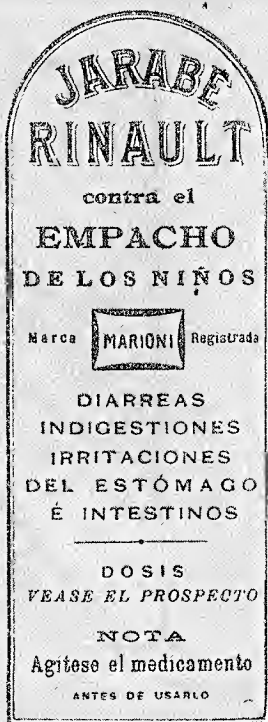 JARABE
RINAULT
contra el
EMPACHO
DE LOS NIÑOS
Marca MARIONI Registrada
DIARREAS
INDIGESTIONES
IRRITACIONES
DEL ESTÓMAGO
É INTESTINOS
DOSIS
VEASE EL PROSPECTO
NOTA
Agitese el medicamento
ANTES DE USARLO